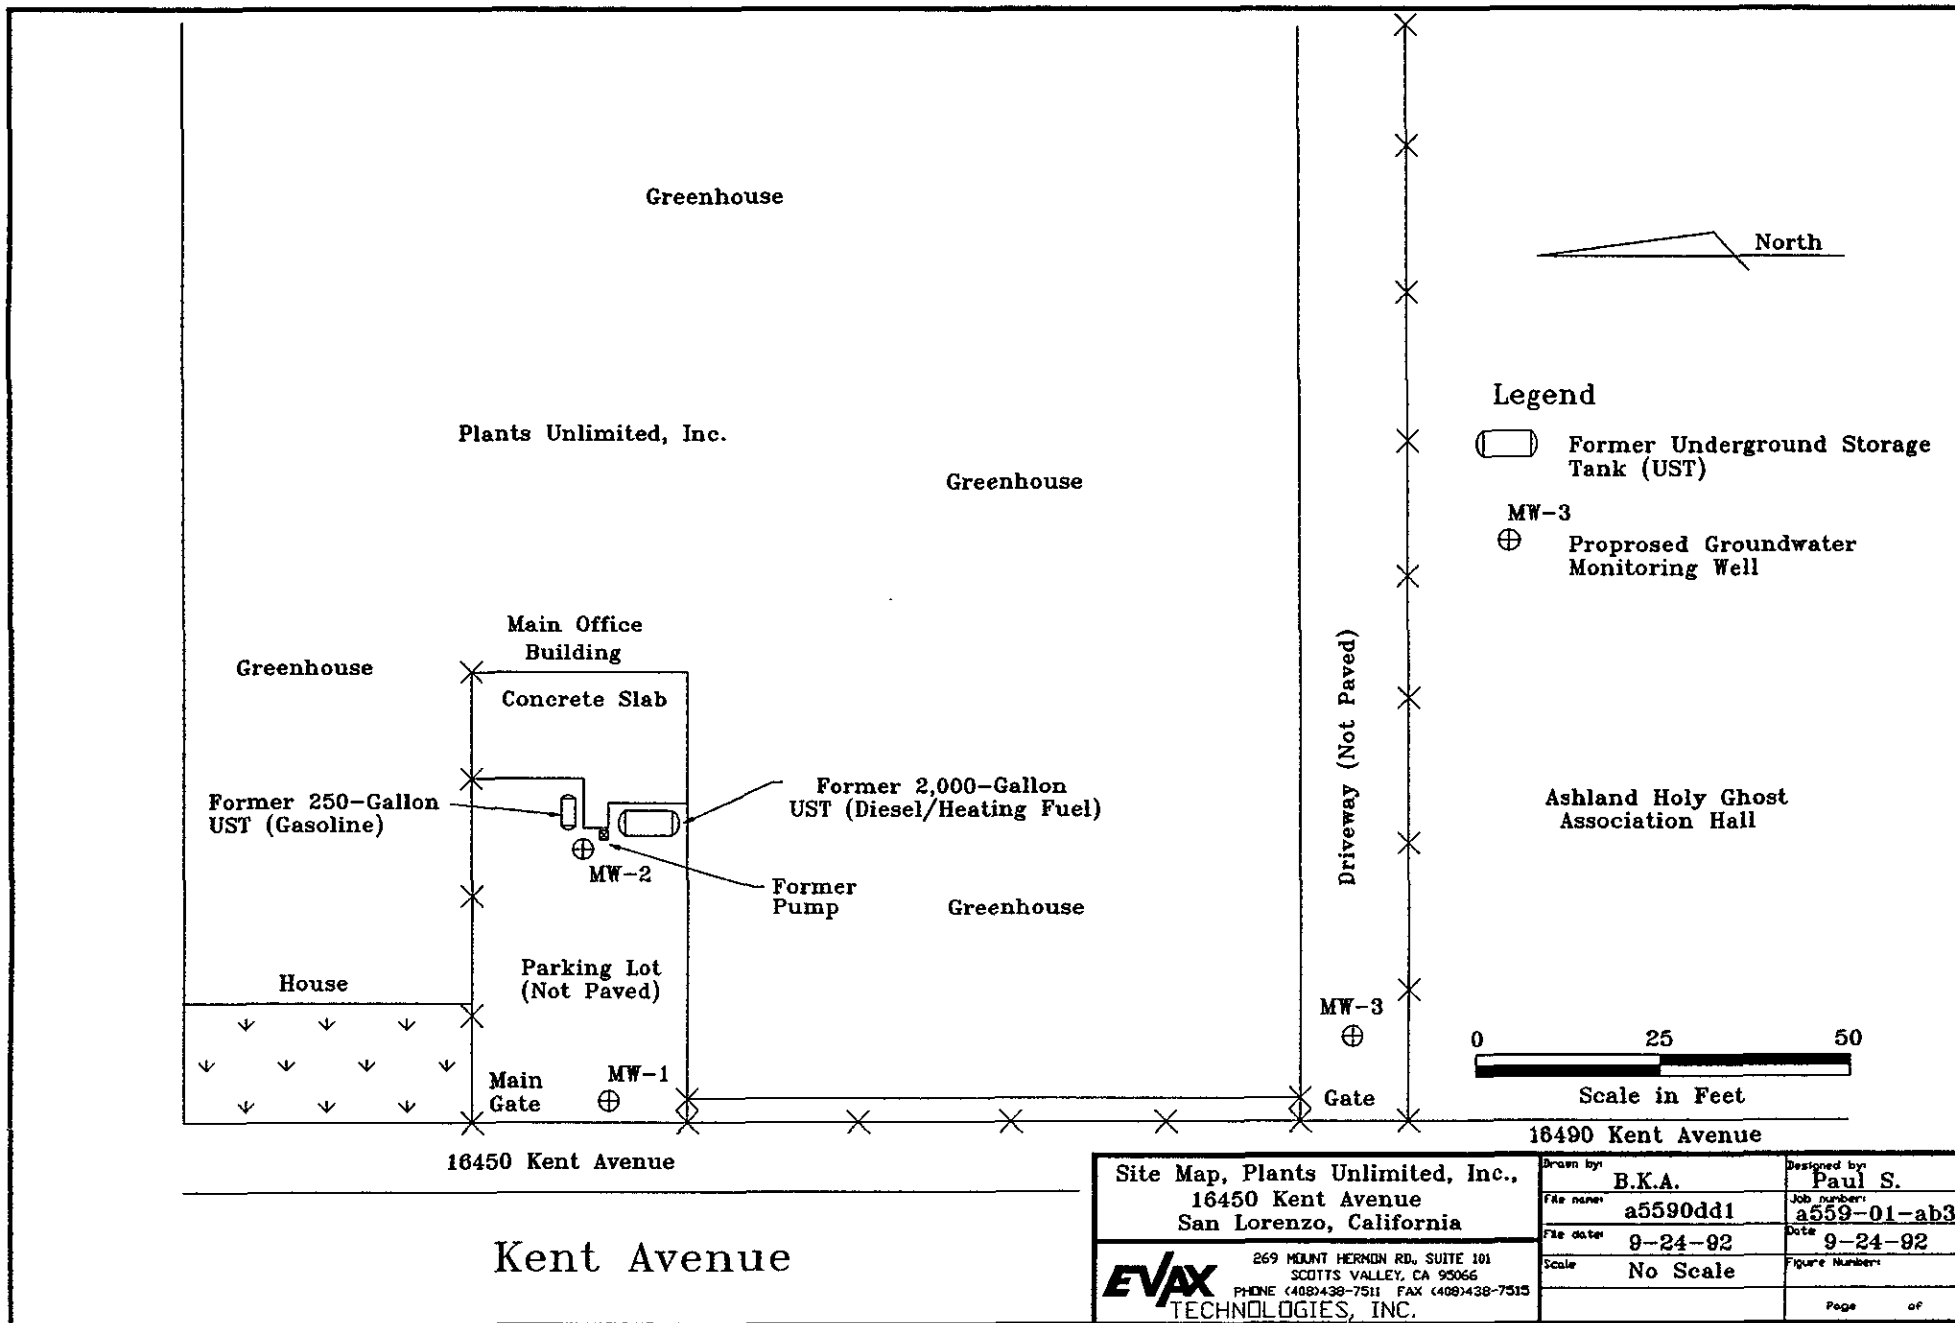 Greenhouse
North
Plants Unlimited, Inc.
Greenhouse
Legend
Former Underground Storage
Tank (UST)
MW-3
Proprosed Groundwater
Monitoring Well
Main Office
Building
Greenhouse
Concrete Slab
Driveway (Not Paved)
Former 250-Gallon
UST (Gasoline)
Former 2,000-Gallon
UST (Diesel/Heating Fuel)
Ashland Holy Ghost
Association Hall
MW-2
Former
Pump
Greenhouse
House
Parking Lot
(Not Paved)
MW-3
0 25 50
Scale in Feet
Main
Gate
MW-1
Gate
16450 Kent Avenue
16490 Kent Avenue
Kent Avenue
Site Map, Plants Unlimited, Inc.,
16450 Kent Avenue
San Lorenzo, California
EVAX
TECHNOLOGIES, INC.
269 MOUNT HERMON RD., SUITE 101
SCOTTS VALLEY, CA 95066
PHONE (408)438-7511 FAX (408)438-7515
Drawn by:
B.K.A.
Designed by:
Paul S.
File name:
a5590dd1
Job number:
a559-01-ab3
File date:
9-24-92
Date
9-24-92
Scale
No Scale
Figure Number:
Page of